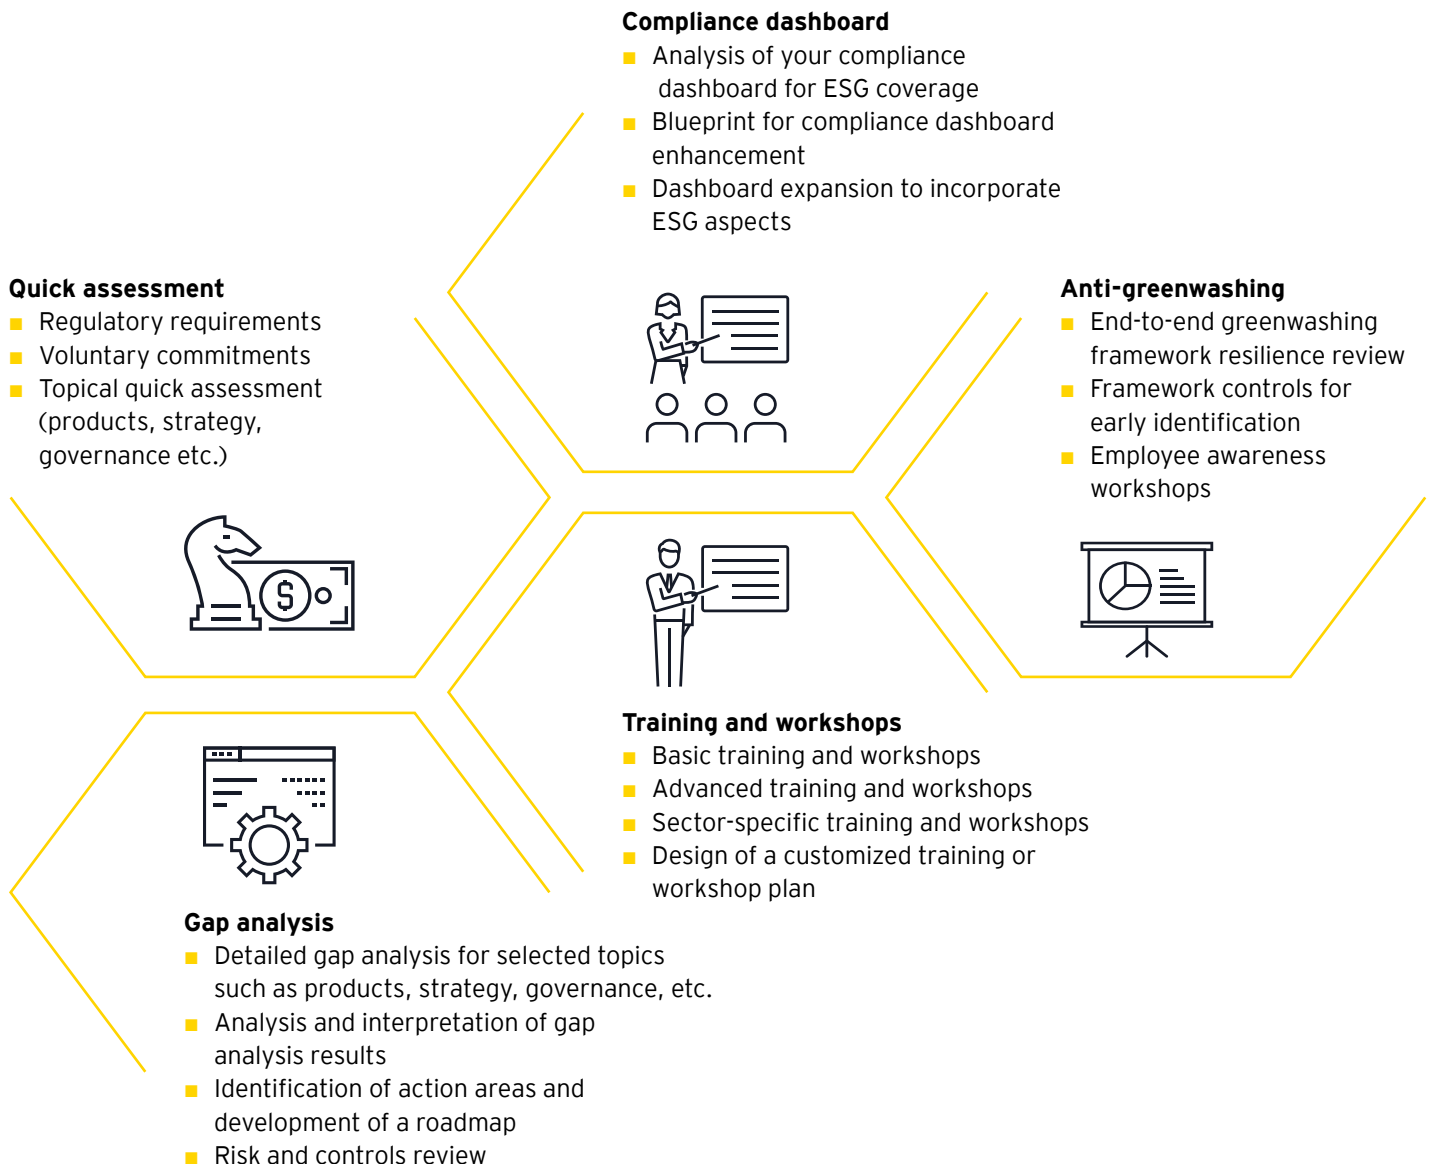 Compliance dashboard
■ Analysis of your compliance
dashboard for ESG coverage
■ Blueprint for compliance dashboard
enhancement
■ Dashboard expansion to incorporate
ESG aspects
Quick assessment
■ Regulatory requirements
■ Voluntary commitments
■ Topical quick assessment
(products, strategy,
governance etc.)
$
Anti-greenwashing
■ End-to-end greenwashing
framework resilience review
■ Framework controls for
early identification
■ Employee awareness
workshops
Training and workshops
■ Basic training and workshops
■ Advanced training and workshops
■ Sector-specific training and workshops
■ Design of a customized training or
workshop plan
Gap analysis
■ Detailed gap analysis for selected topics
such as products, strategy, governance, etc.
■ Analysis and interpretation of gap
analysis results
■ Identification of action areas and
development of a roadmap
■ Risk and controls review